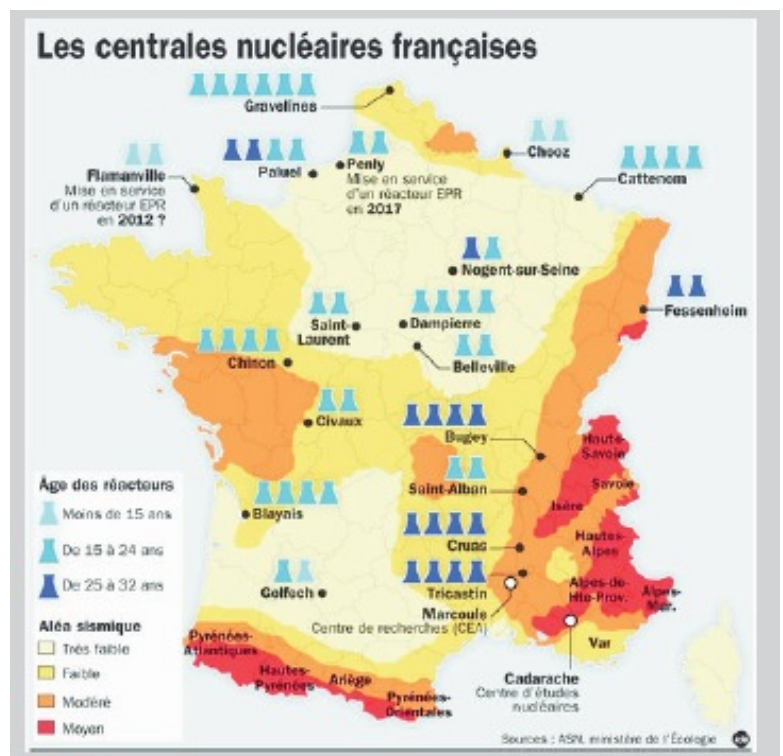 Les centrales nucléaires françaises
Gravelines
Chooz
Flamanville
Mise en service
d'un réacteur EPR
en 2012 ?
Paluel
Penly
Mise en service
d'un réacteur EPR
en 2017
Cattenom
Nogent-sur-Seine
Fessenheim
Saint-
Laurent
Dampierre
Belleville
Chinon
Civaux
Bugey
Haute-
Savoie
Savoie
Isère
Saint-Alban
Âge des réacteurs
Moins de 15 ans
De 15 à 24 ans
De 25 à 32 ans
Blayais
Cruas
Hautes-
Alpes
Golfech
Tricastin
Alpes-de-
Hte-Prov.
Alpes-
Mar.
Marcoule
Centre de recherches (CEA)
Var
Aléa sismique
Très faible
Faible
Modéré
Moyen
Pyrénées-
Atlantiques
Hautes-
Pyrénées
Ariège
Pyrénées-
Orientales
Cadarache
Centre d'études
nucléaires
Sources : ASN, ministère de l'Écologie